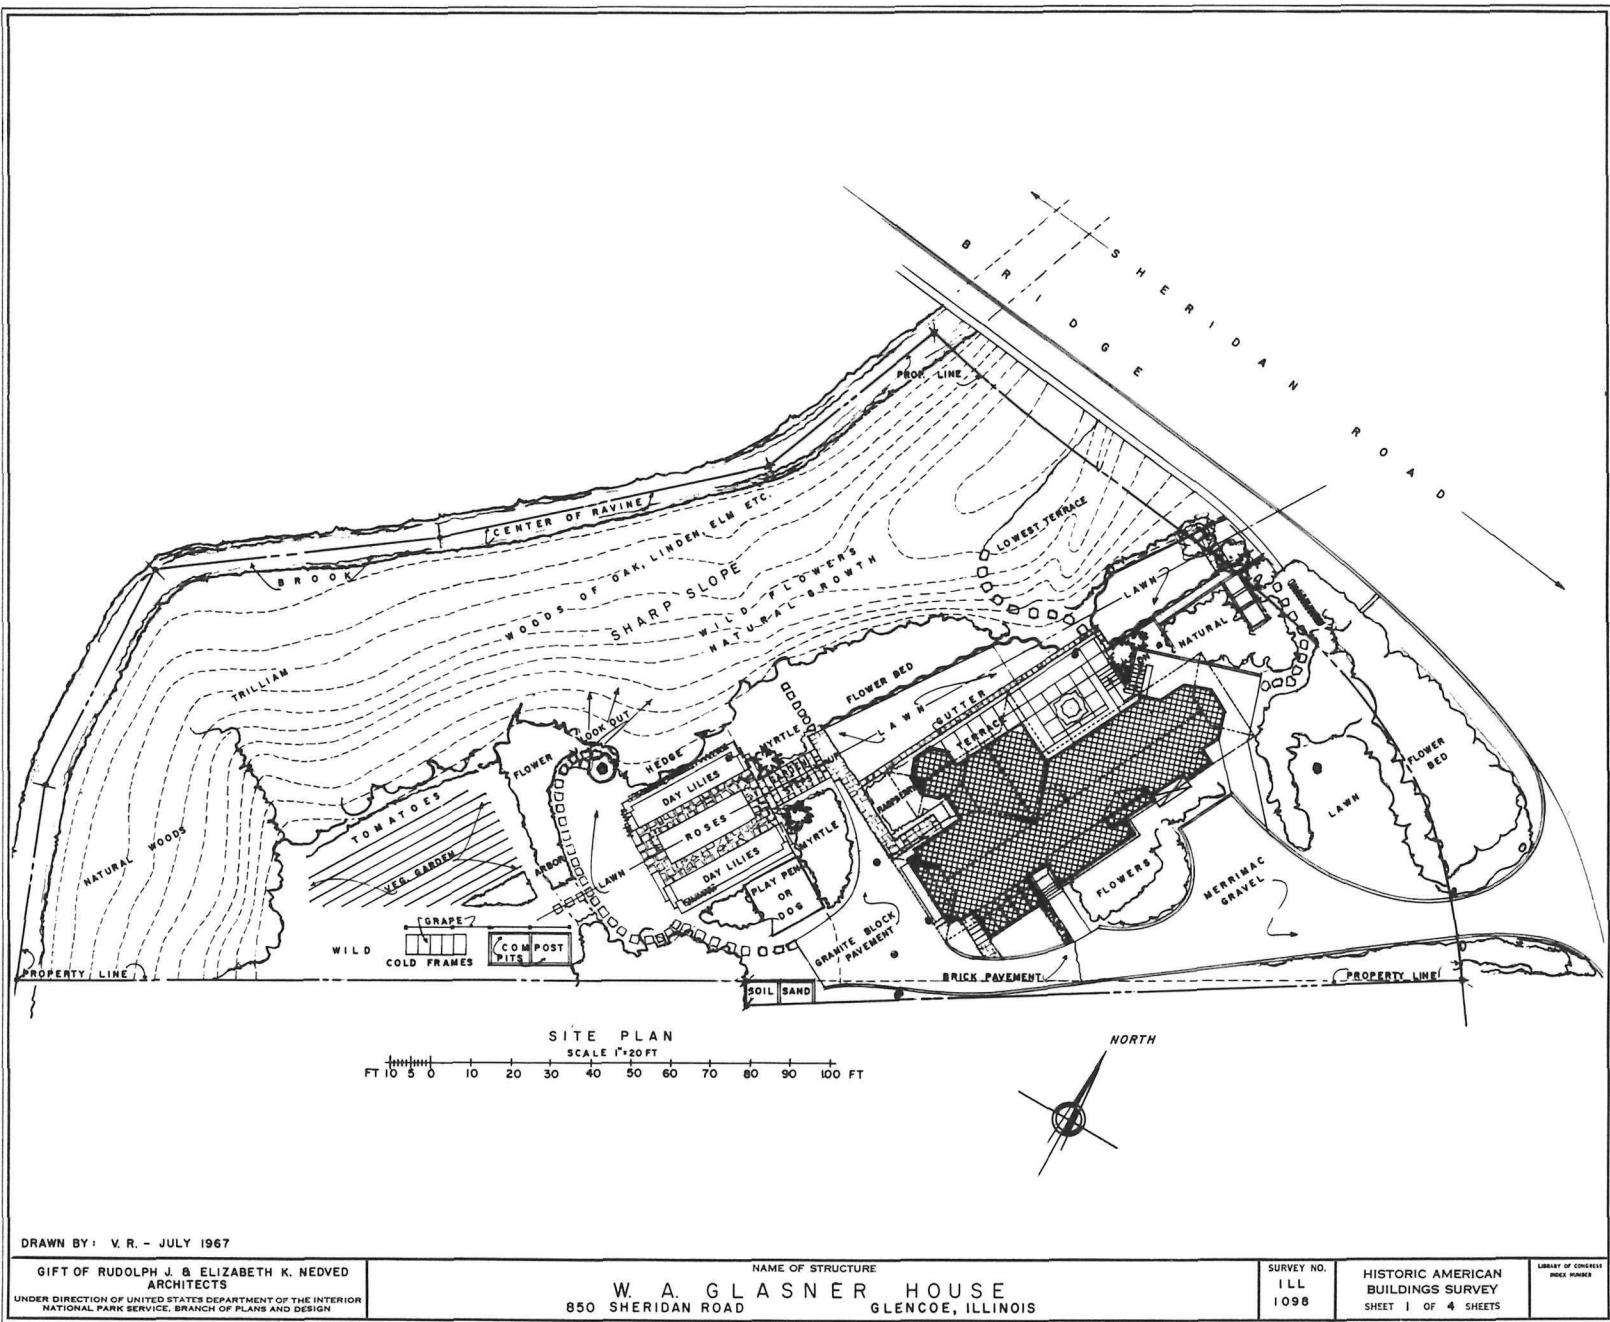 BRIDGE
SHERIDAN ROAD
PROP. LINE
CENTER OF RAVINE
BROOK
WOODS OF OAK, LINDEN, ELM ETC.
SHARP SLOPE
WILD FLOWERS
NATURAL GROWTH
LOWEST TERRACE
LAWN
NATURAL
TRILLIAM
FLOWER BED
LAWN
GUTTER
TERRACE
LOOK OUT
FLOWER
HEDGE
MYRTLE
GARDEN
DAY LILIES
ROSES
DAY LILIES
MYRTLE
RASPBERRY
TOMATOES
VEG. GARDEN
ARBOR
LAWN
NATURAL WOODS
PLAY PEN
OR
DOG
FLOWERS
MERRIMAC
GRAVEL
LAWN
FLOWER
BED
GRAPE
WILD
COLD FRAMES
COMPOST
PITS
GRANITE BLOCK
PAVEMENT
BRICK PAVEMENT
PROPERTY LINE
PROPERTY LINE
SOIL SAND
SITE PLAN
SCALE 1"=20 FT
FT 10 5 0 10 20 30 40 50 60 70 80 90 100 FT
NORTH
DRAWN BY: V. R. - JULY 1967
GIFT OF RUDOLPH J. & ELIZABETH K. NEDVED
ARCHITECTS
UNDER DIRECTION OF UNITED STATES DEPARTMENT OF THE INTERIOR
NATIONAL PARK SERVICE, BRANCH OF PLANS AND DESIGN
NAME OF STRUCTURE
W. A. GLASNER HOUSE
850 SHERIDAN ROAD GLENCOE, ILLINOIS
SURVEY NO.
ILL
1098
HISTORIC AMERICAN
BUILDINGS SURVEY
SHEET 1 OF 4 SHEETS
LIBRARY OF CONGRESS
INDEX NUMBER